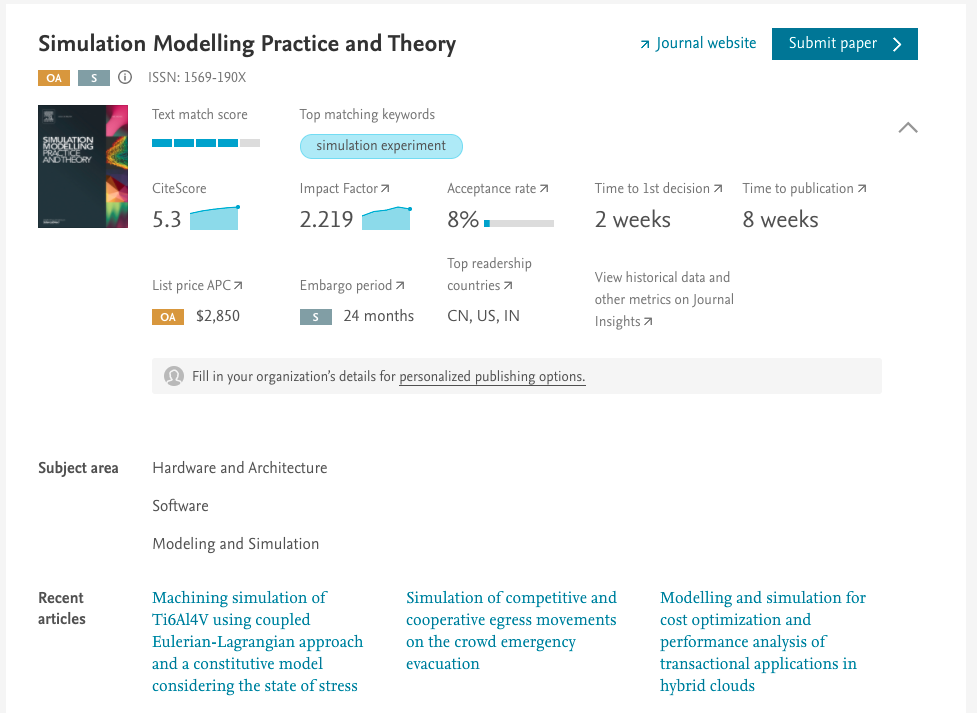 Simulation Modelling Practice and Theory
Journal website
Submit paper
OA S ISSN: 1569-190X
SIMULATION
MODELLING
PRACTICE
AND THEORY
Text match score
Top matching keywords
simulation experiment
CiteScore
Impact Factor
Acceptance rate
Time to 1st decision
Time to publication
5.3
2.219
8%
2 weeks
8 weeks
List price APC
Embargo period
Top readership
countries
View historical data and
other metrics on Journal
Insights
OA $2,850
S 24 months
CN, US, IN
Fill in your organization's details for personalized publishing options.
Subject area
Hardware and Architecture
Software
Modeling and Simulation
Recent
articles
Machining simulation of
Ti6Al4V using coupled
Eulerian-Lagrangian approach
and a constitutive model
considering the state of stress
Simulation of competitive and
cooperative egress movements
on the crowd emergency
evacuation
Modelling and simulation for
cost optimization and
performance analysis of
transactional applications in
hybrid clouds